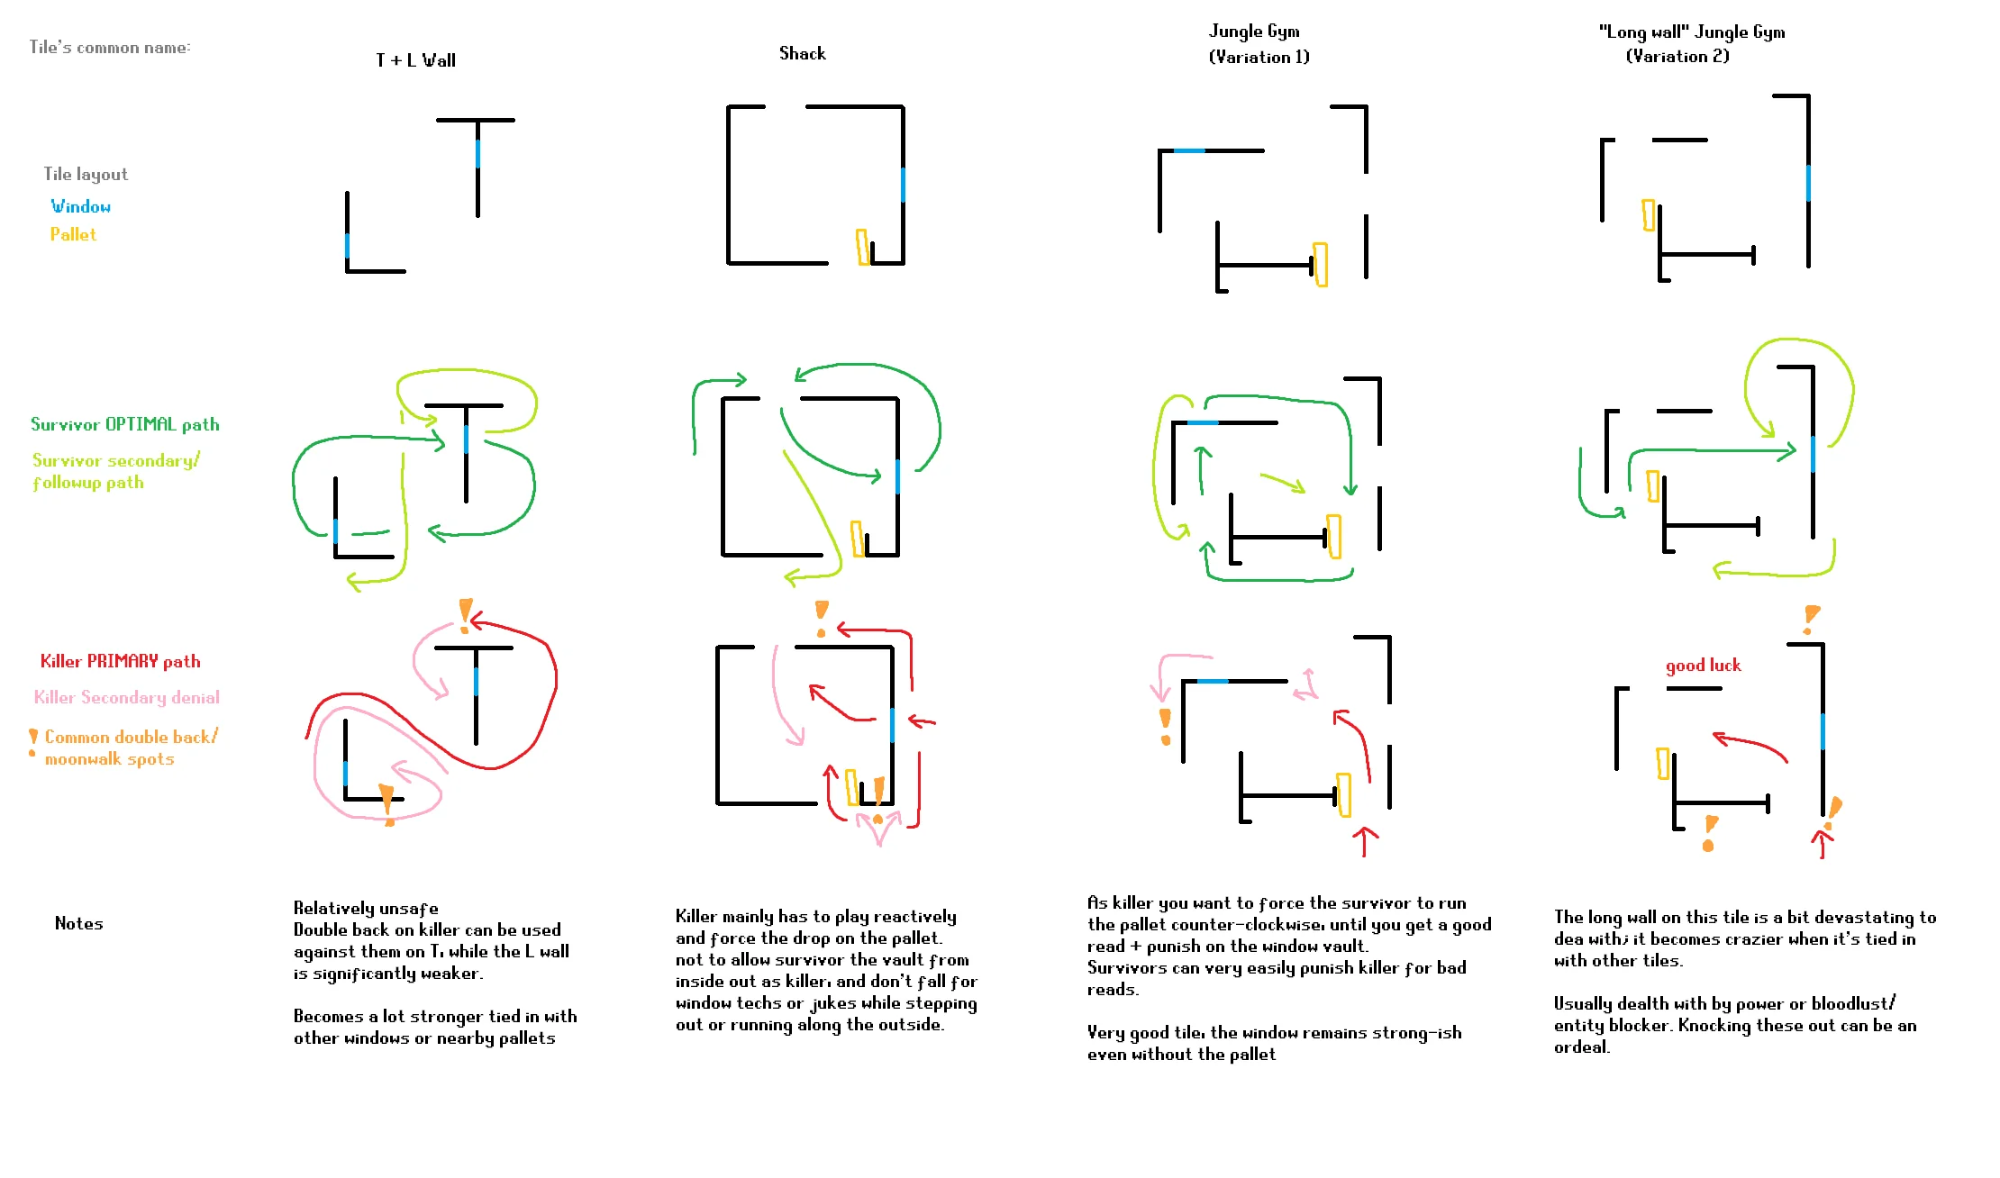 Tile's common name:
T + L Wall
Shack
Jungle Gym
(Variation 1)
"Long wall" Jungle Gym
(Variation 2)
Tile layout
Window
Pallet
Survivor OPTIMAL path
Survivor secondary/
followup path
Killer PRIMARY path
Killer Secondary denial
! Common double back/
moonwalk spots
!
!
!
!
good luck
!
!
!
Notes
Relatively unsafe
Double back on killer can be used
against them on T, while the L wall
is significantly weaker.
Becomes a lot stronger tied in with
other windows or nearby pallets
Killer mainly has to play reactively
and force the drop on the pallet.
not to allow survivor the vault from
inside out as killer, and don't fall for
window techs or jukes while stepping
out or running along the outside.
As killer you want to force the survivor to run
the pallet counter-clockwise, until you get a good
read + punish on the window vault.
Survivors can very easily punish killer for bad
reads.
Very good tile, the window remains strong-ish
even without the pallet
The long wall on this tile is a bit devastating to
dea with; it becomes crazier when it's tied in
with other tiles.
Usually dealth with by power or bloodlust/
entity blocker. Knocking these out can be an
ordeal.